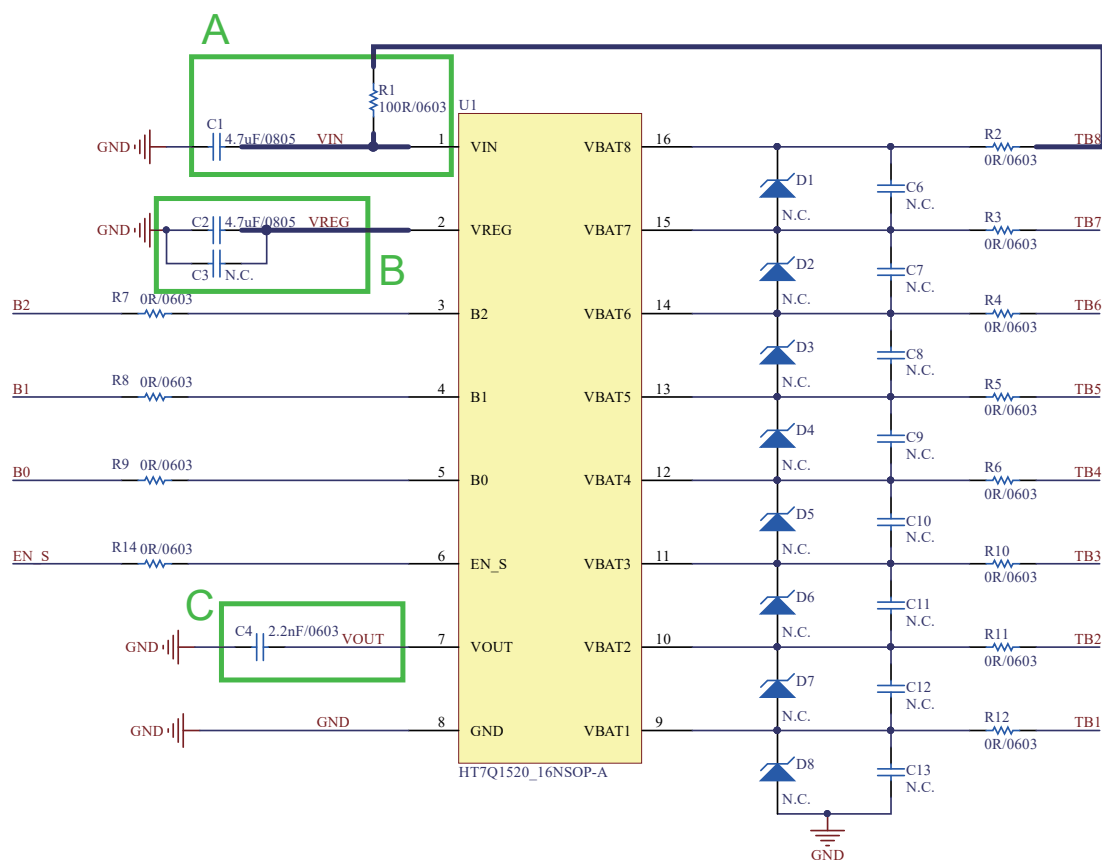 A
R1
100R/0603
U1
C1
4.7uF/0805
VIN
GND
1
VIN
VBAT8
16
R2
0R/0603
TB8
D1
N.C.
C6
N.C.
C2
4.7uF/0805
VREG
GND
C3
N.C.
B
2
VREG
VBAT7
15
R3
0R/0603
TB7
D2
N.C.
C7
N.C.
B2
R7
0R/0603
3
B2
VBAT6
14
R4
0R/0603
TB6
D3
N.C.
C8
N.C.
B1
R8
0R/0603
4
B1
VBAT5
13
R5
0R/0603
TB5
D4
N.C.
C9
N.C.
B0
R9
0R/0603
5
B0
VBAT4
12
R6
0R/0603
TB4
D5
N.C.
C10
N.C.
EN_S
R14
0R/0603
6
EN_S
VBAT3
11
R10
0R/0603
TB3
D6
N.C.
C11
N.C.
C
C4
2.2nF/0603
VOUT
GND
7
VOUT
VBAT2
10
R11
0R/0603
TB2
D7
N.C.
C12
N.C.
GND
GND
8
GND
VBAT1
9
R12
0R/0603
TB1
D8
N.C.
C13
N.C.
HT7Q1520_16NSOP-A
GND